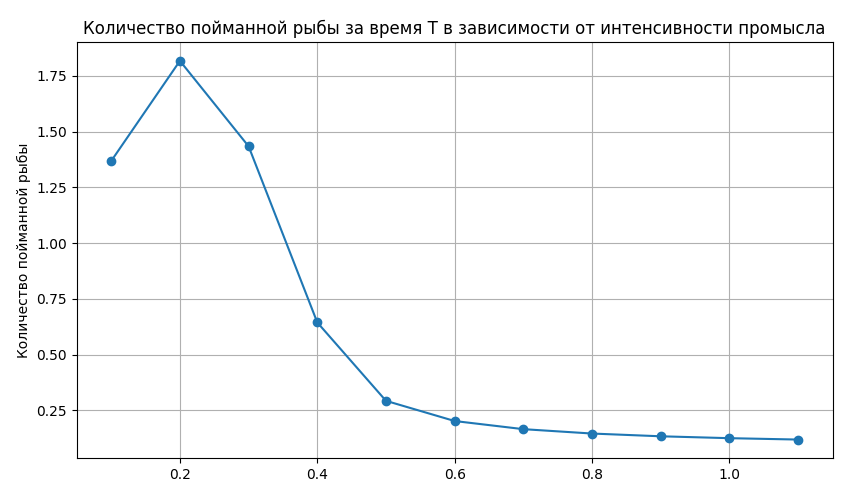 Количество пойманной рыбы за время T в зависимости от интенсивности промысла
Количество пойманной рыбы
1.75
1.50
1.25
1.00
0.75
0.50
0.25
0.2 0.4 0.6 0.8 1.0